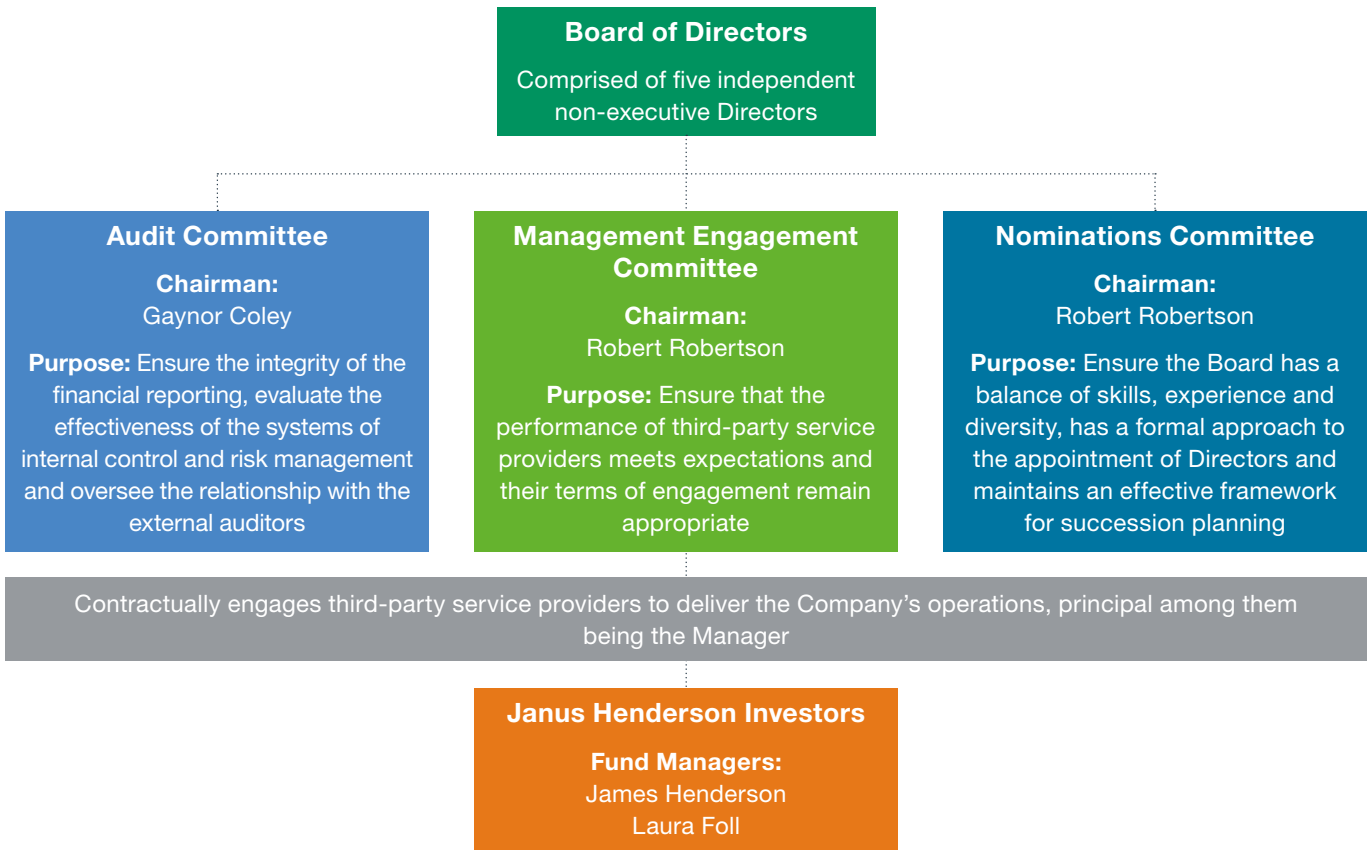 Board of Directors
Comprised of five independent
non-executive Directors
Audit Committee
Chairman:
Gaynor Coley
Purpose: Ensure the integrity of the
financial reporting, evaluate the
effectiveness of the systems of
internal control and risk management
and oversee the relationship with the
external auditors
Management Engagement
Committee
Chairman:
Robert Robertson
Purpose: Ensure that the
performance of third-party service
providers meets expectations and
their terms of engagement remain
appropriate
Nominations Committee
Chairman:
Robert Robertson
Purpose: Ensure the Board has a
balance of skills, experience and
diversity, has a formal approach to
the appointment of Directors and
maintains an effective framework
for succession planning
Contractually engages third-party service providers to deliver the Company’s operations, principal among them
being the Manager
Janus Henderson Investors
Fund Managers:
James Henderson
Laura Foll